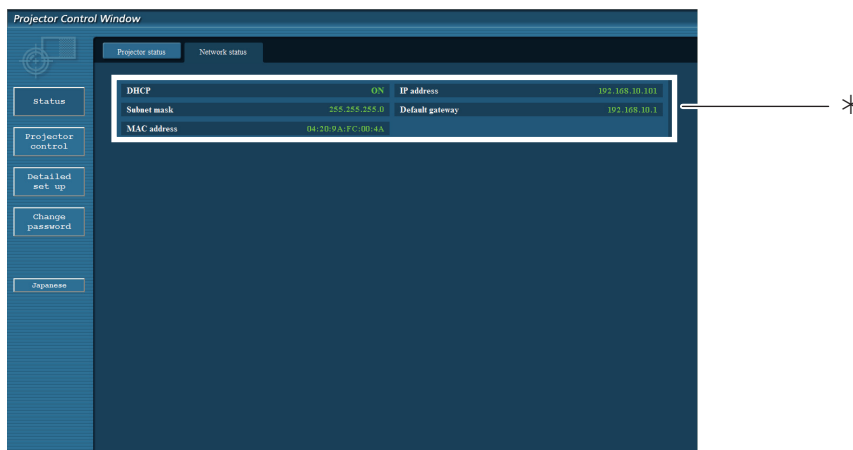 Projector Control Window
Projector status
Network status
Status
Projector
control
Detailed
set up
Change
password
Japanese
DHCP ON IP address 192.168.10.101
Subnet mask 255.255.255.0 Default gateway 192.168.10.1
MAC address 04:20:9A:FC:00:4A
*